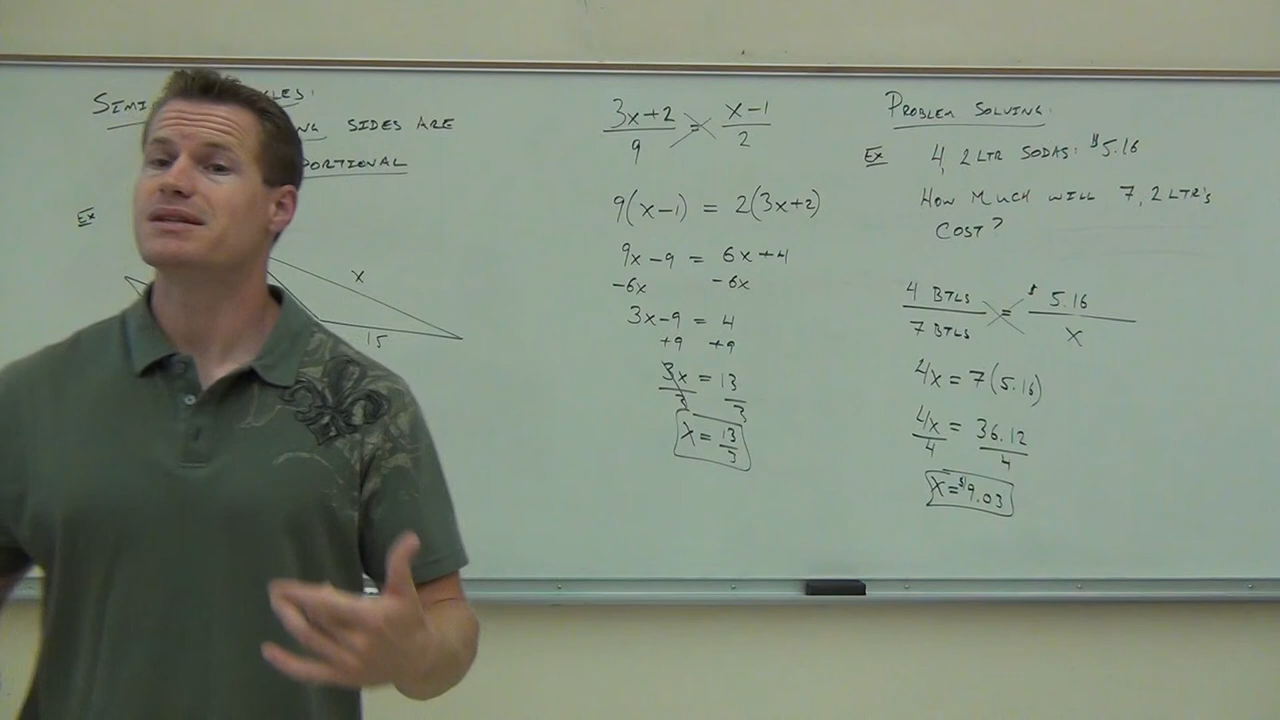 SIMI LES:
NG SIDES ARE
PORTIONAL
Ex
x
15
3x+2/9 = x-1/2
9(x-1) = 2(3x+2)
9x-9 = 6x+4
-6x -6x
3x-9 = 4
+9 +9
3x/3 = 13/3
x = 13/3
PROBLEM SOLVING:
Ex 4, 2 LTR SODAS: $5.16
HOW MUCH WILL 7, 2 LTR'S
COST?
4 BTLS/7 BTLS = $5.16/x
4x = 7(5.16)
4x/4 = 36.12/4
x = $9.03